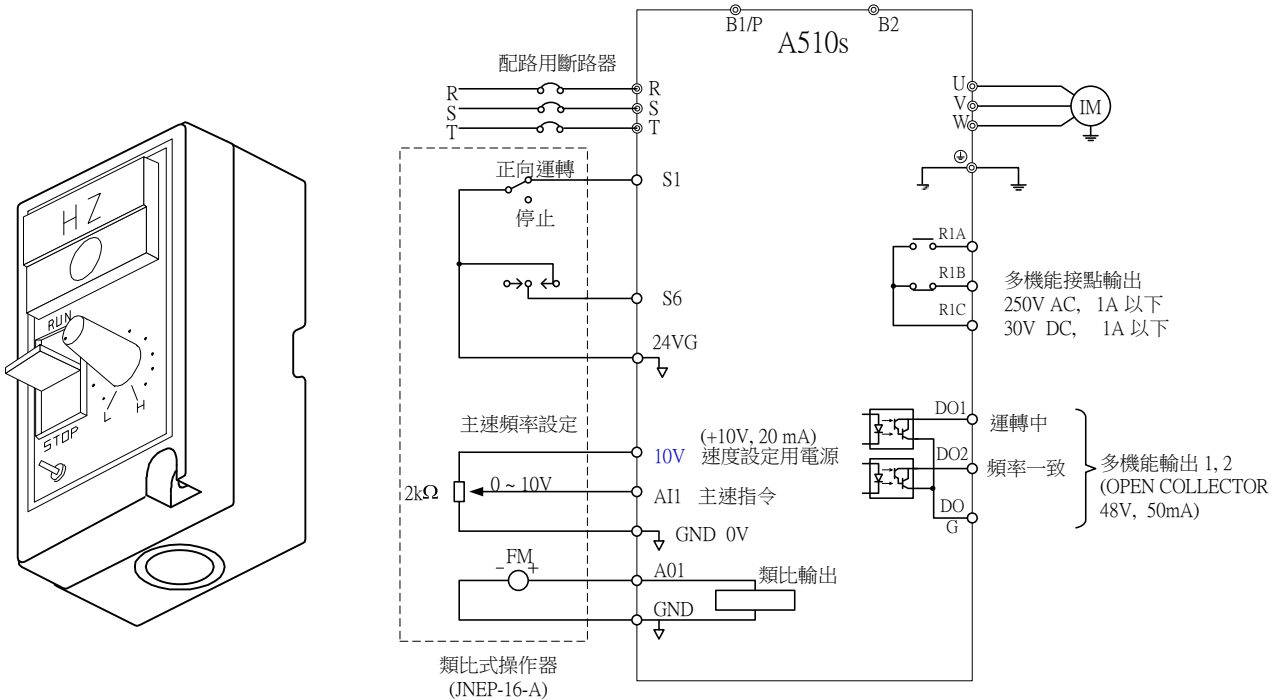 HZ
RUN
L
H
STOP
B1/P
B2
A510s
配路用斷路器
R
S
T
R
S
T
U
V
W
IM
正向運轉
S1
停止
S6
24VG
R1A
R1B
R1C
多機能接點輸出
250V AC, 1A 以下
30V DC, 1A 以下
主速頻率設定
(+10V, 20 mA)
10V 速度設定用電源
2kΩ
0 ~ 10V
AI1 主速指令
GND 0V
DO1
運轉中
DO2
頻率一致
DO
G
多機能輸出 1, 2
(OPEN COLLECTOR
48V, 50mA)
FM
- +
A01
類比輸出
GND
類比式操作器
(JNEP-16-A)